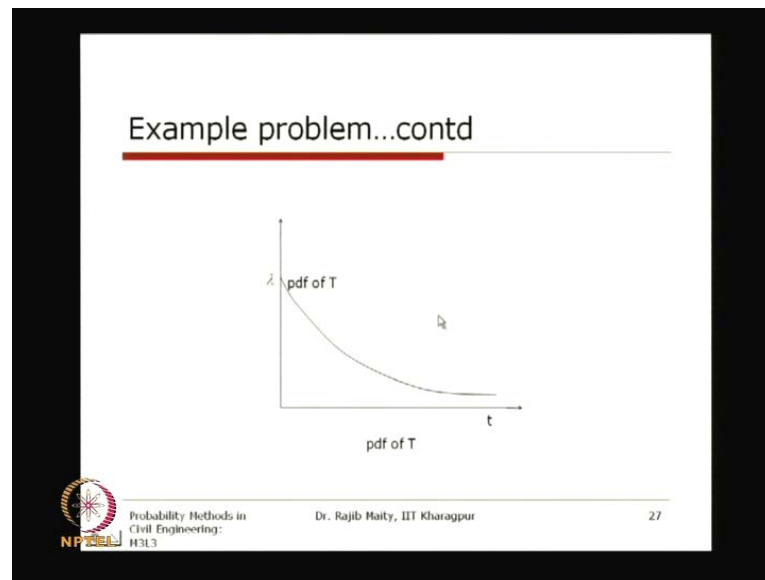 Example problem...contd
λ
pdf of T
t
pdf of T
Probability Methods in
Civil Engineering:
M3L3
Dr. Rajib Maity, IIT Kharagpur
27
NPTEL